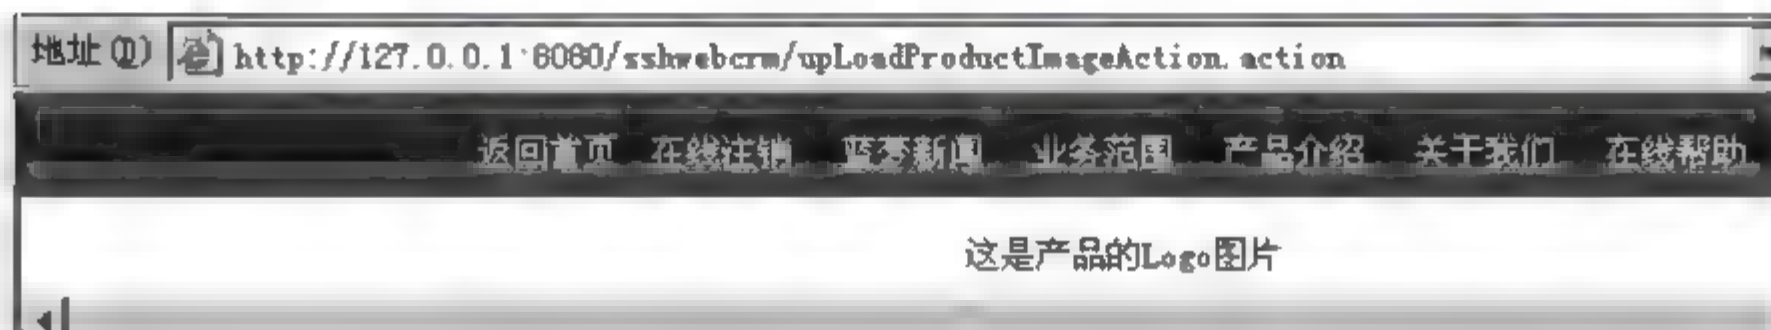 地址(D) http://127.0.0.1:8080/sshwebcrm/upLoadProductImageAction.action
返回首页 在线注销 蓝梦新闻 业务范围 产品介绍 关于我们 在线帮助
这是产品的Logo图片